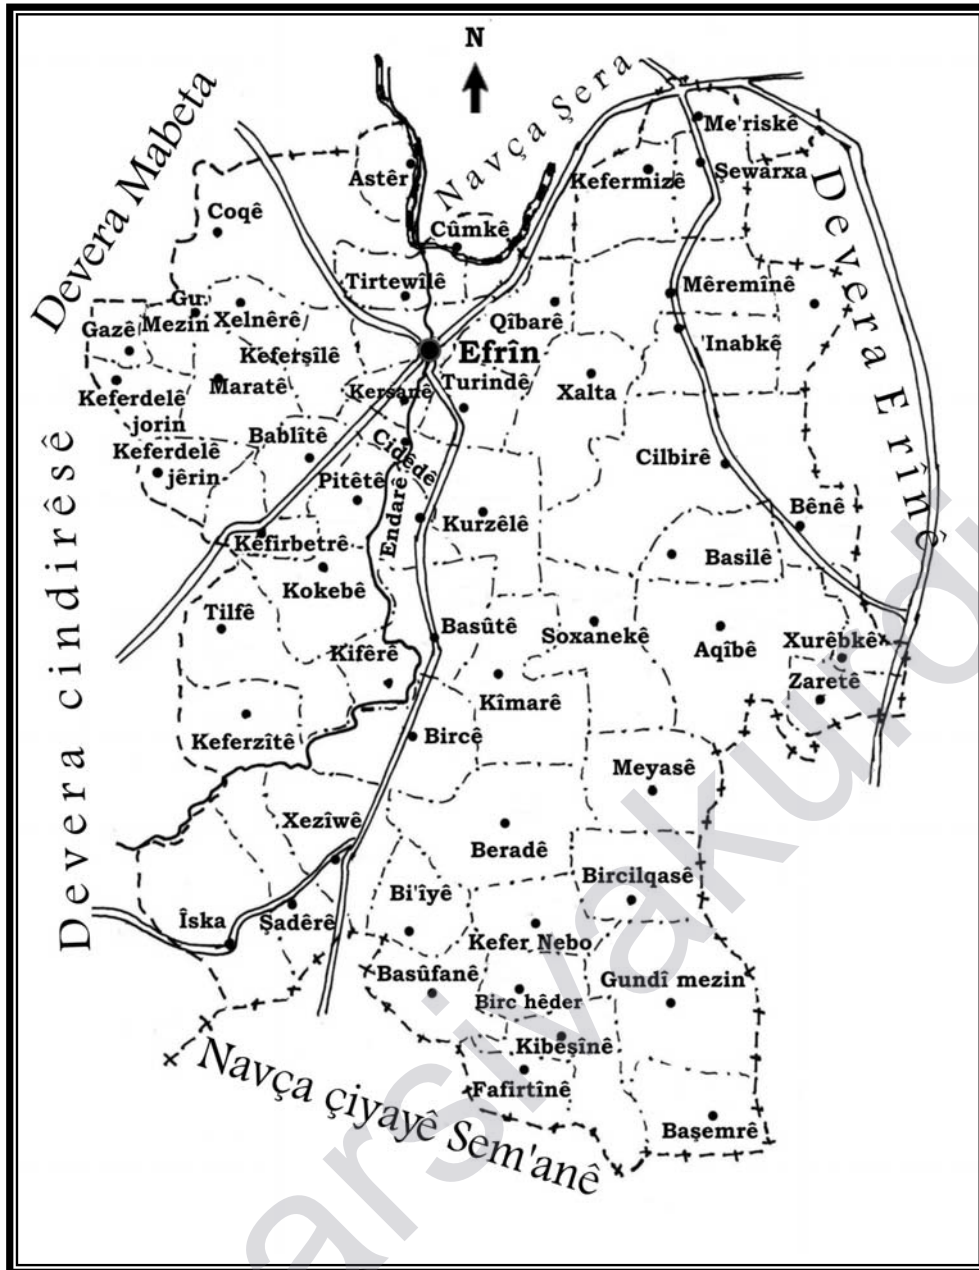 N
Devera Mabeta
Navça Şera
Me'riskê
Astêr
Kefermizê
Şewarxa
Coqê
Cûmkê
Devera Erînê
Tirtewîlê
Mêremînê
Gu.
Mezin
Xelnêrê
Qîbarê
Gazê
'Inabkê
Keferşîlê
'Efrîn
Maratê
Kersanê
Turindê
Xalta
Keferdelê
jorin
Bablîtê
Cidêdê
Keferdelê
jêrin
Cilbirê
Pitêtê
'Endarê
Kurzêlê
Bênê
Kefirbetrê
Basilê
Kokebê
Tilfê
Basûtê
Soxanekê
Aqîbê
Xurêbkê
Kifêrê
Zaretê
Kîmarê
Devera cindirêsê
Keferzîtê
Bircê
Meyasê
Xezîwê
Beradê
Bircilqasê
Bi'îyê
Îska
Şadêrê
Kefer Nebo
Basûfanê
Gundî mezin
Birc hêder
Kibeşînê
Fafirtînê
Navça çiyayê Sem'anê
Başemrê
arsivakurdi